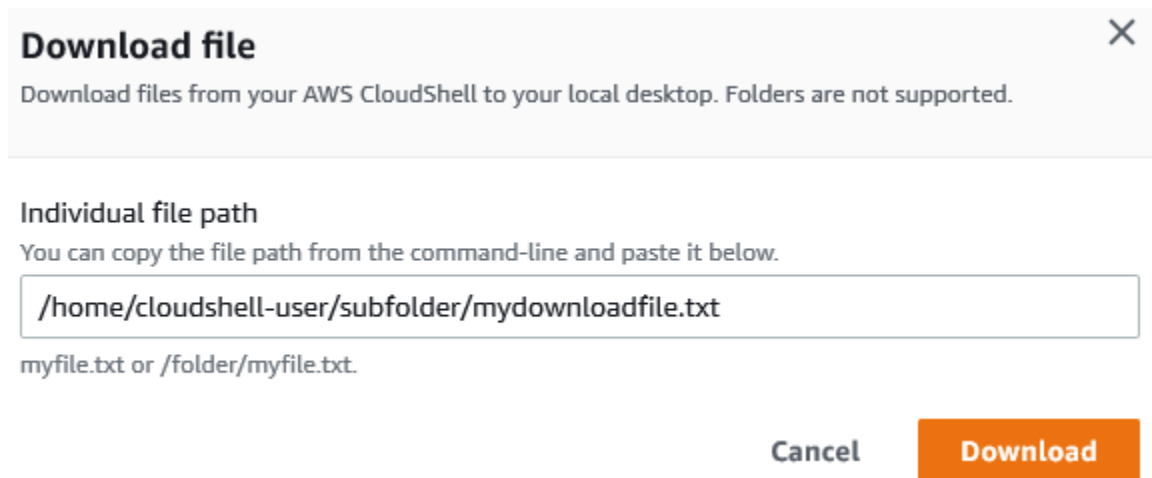 Download file
Download files from your AWS CloudShell to your local desktop. Folders are not supported.
Individual file path
You can copy the file path from the command-line and paste it below.
/home/cloudshell-user/subfolder/mydownloadfile.txt
myfile.txt or /folder/myfile.txt.
Cancel Download